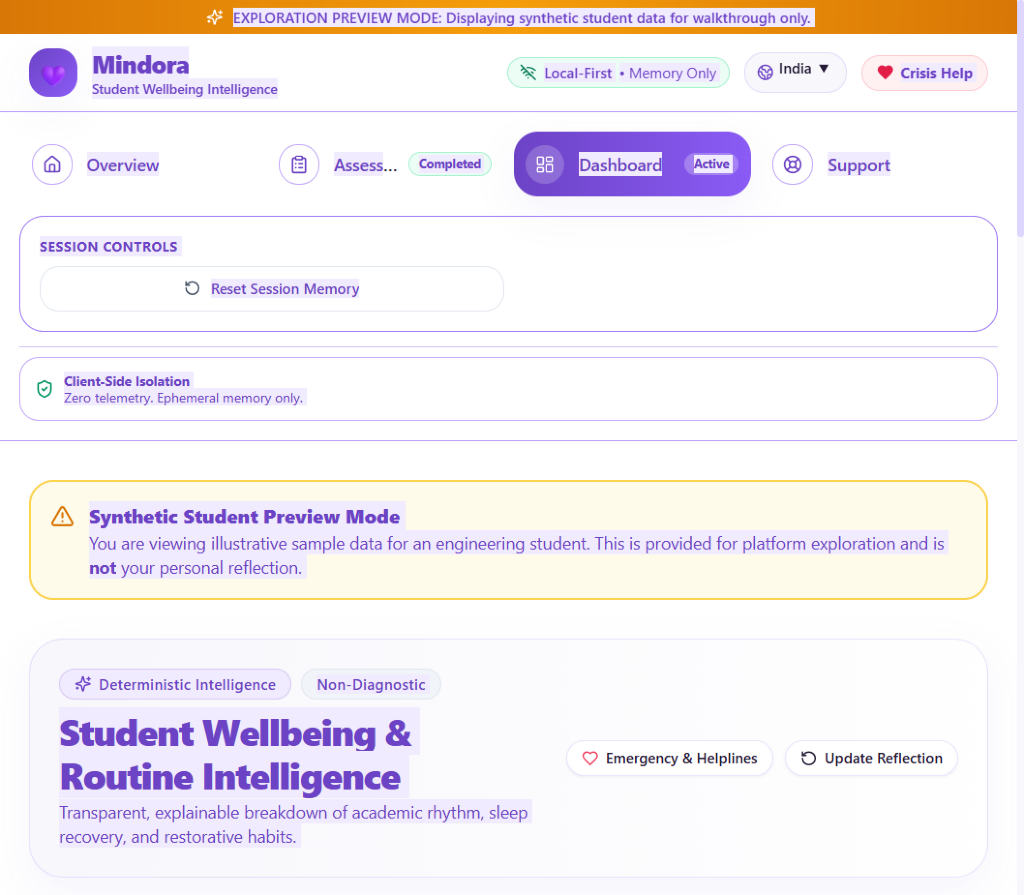 EXPLORATION PREVIEW MODE: Displaying synthetic student data for walkthrough only.
Mindora
Student Wellbeing Intelligence
Local-First • Memory Only
India ▼
Crisis Help
Overview
Assess...
Completed
Dashboard
Active
Support
SESSION CONTROLS
Reset Session Memory
Client-Side Isolation
Zero telemetry. Ephemeral memory only.
Synthetic Student Preview Mode
You are viewing illustrative sample data for an engineering student. This is provided for platform exploration and is
not your personal reflection.
Deterministic Intelligence
Non-Diagnostic
Student Wellbeing &
Routine Intelligence
Transparent, explainable breakdown of academic rhythm, sleep
recovery, and restorative habits.
Emergency & Helplines
Update Reflection